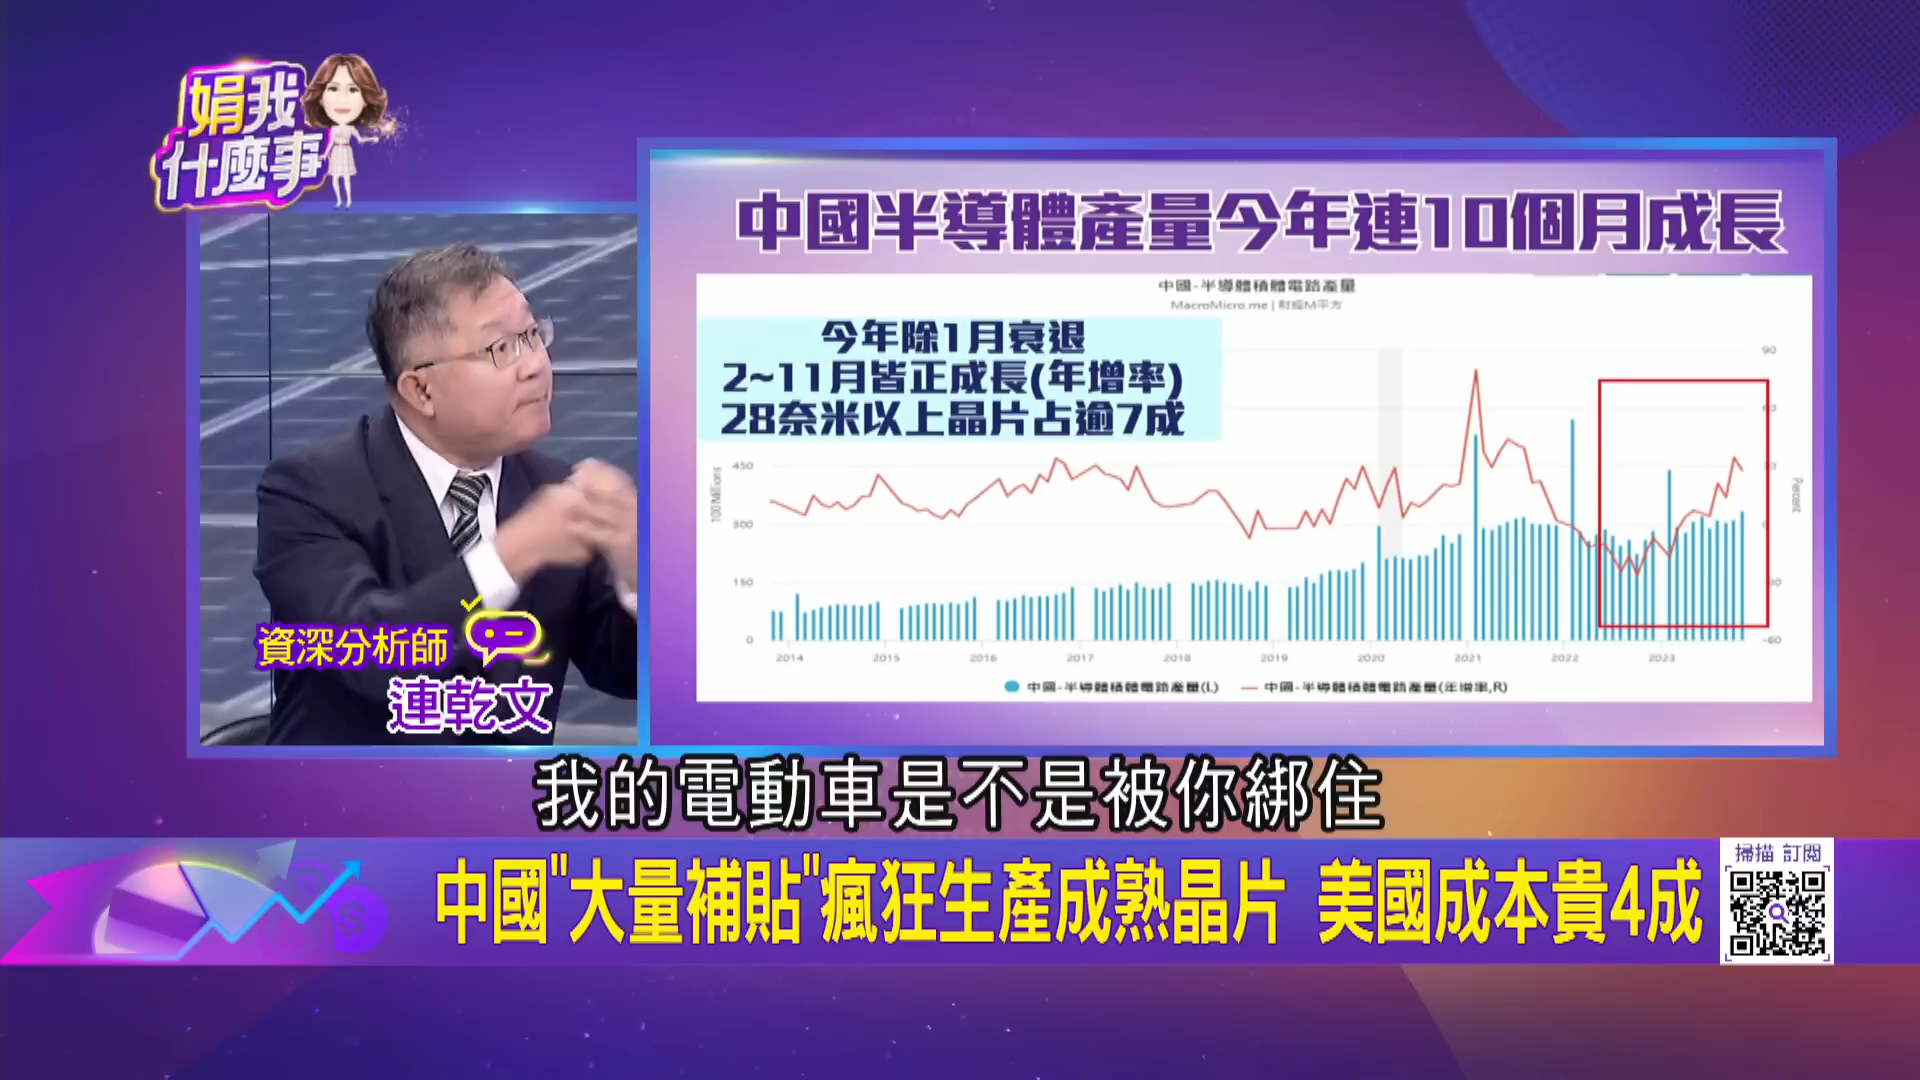 娟我
什麼事
中國半導體產量今年連10個月成長
中國-半導體積體電路產量
MacroMicro.me | 財經M平方
今年除1月衰退
2~11月皆正成長(年增率)
28奈米以上晶片占逾7成
90
450
300
150
0
-60
100 Millions
Percent
2014 2015 2016 2017 2018 2019 2020 2021 2022 2023
中國-半導體積體電路產量(L) 中國-半導體積體電路產量(年增率,R)
資深分析師
連乾文
我的電動車是不是被你綁住
中國"大量補貼"瘋狂生產成熟晶片 美國成本貴4成
掃描 訂閱